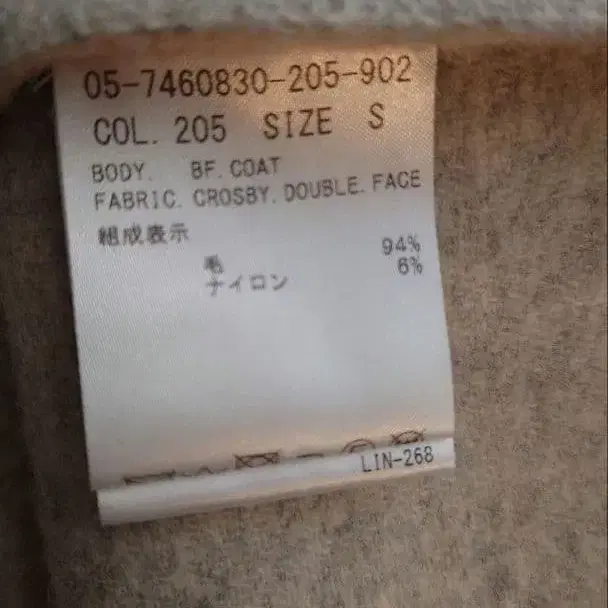 05-7460830-205-902
COL. 205 SIZE S
BODY. BF. COAT
FABRIC. CROSBY. DOUBLE. FACE
組成表示
毛 94%
ナイロン 6%
LIN-268